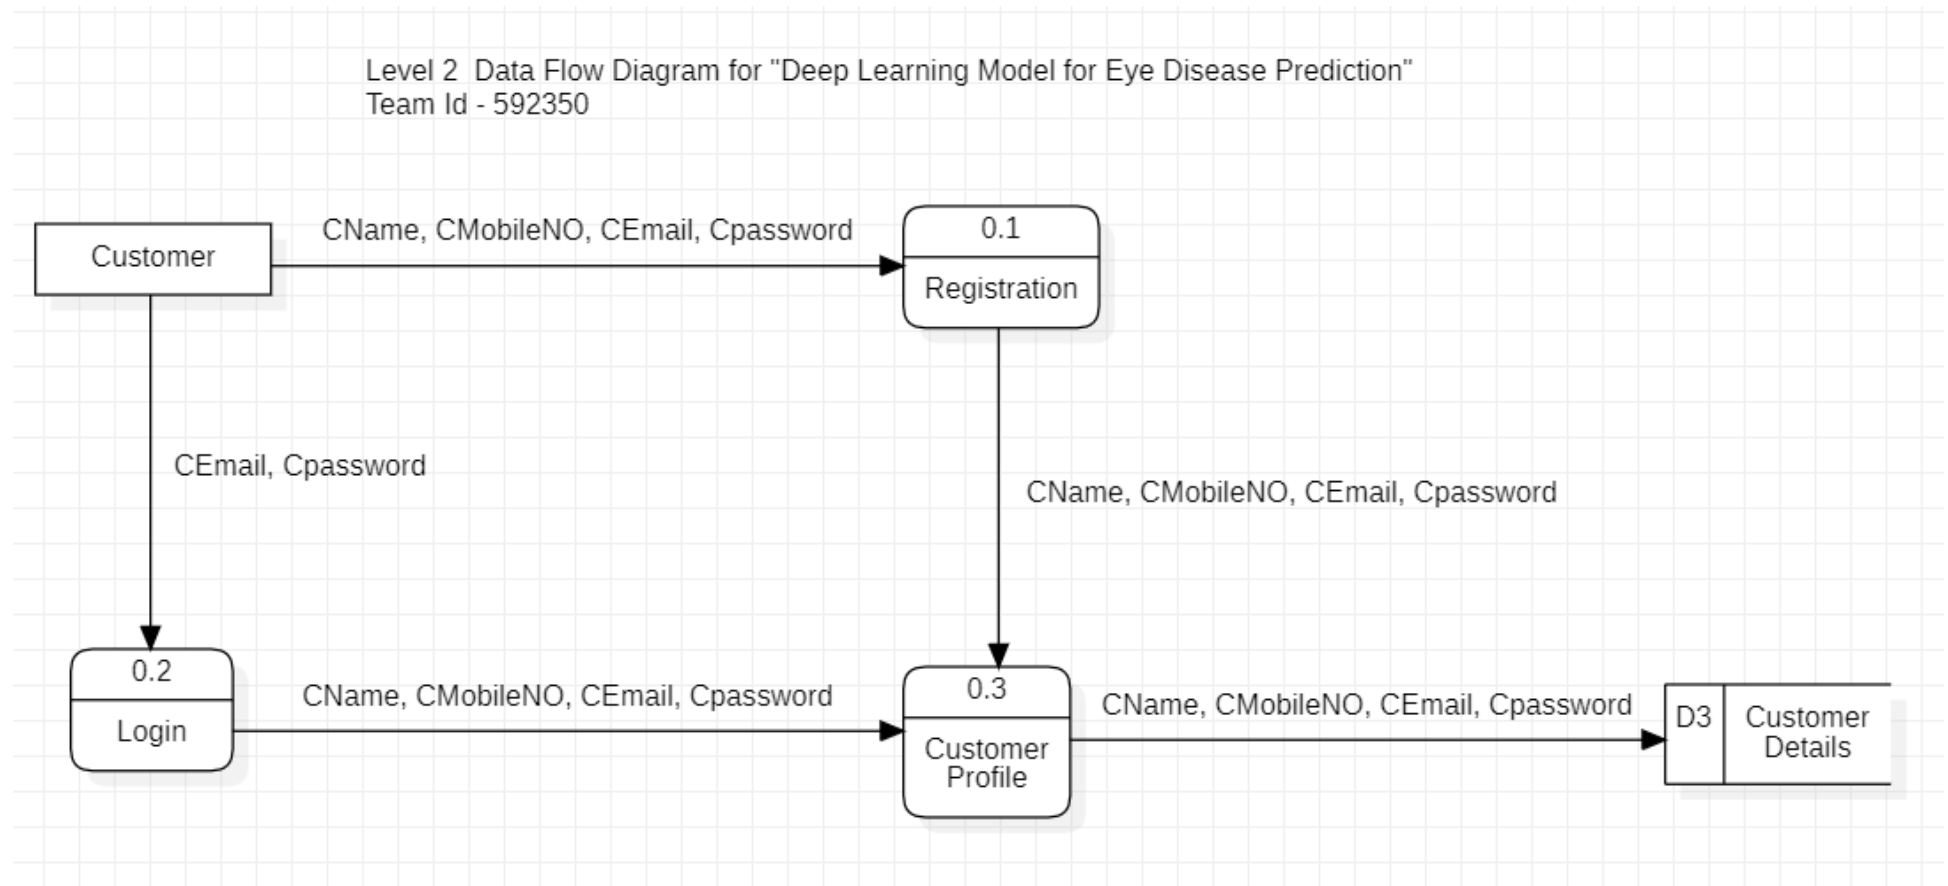 Level 2  Data Flow Diagram for "Deep Learning Model for Eye Disease Prediction"
Team Id - 592350
Customer
CName, CMobileNO, CEmail, Cpassword
0.1
Registration
CEmail, Cpassword
CName, CMobileNO, CEmail, Cpassword
0.2
Login
CName, CMobileNO, CEmail, Cpassword
0.3
Customer
Profile
CName, CMobileNO, CEmail, Cpassword
D3
Customer
Details